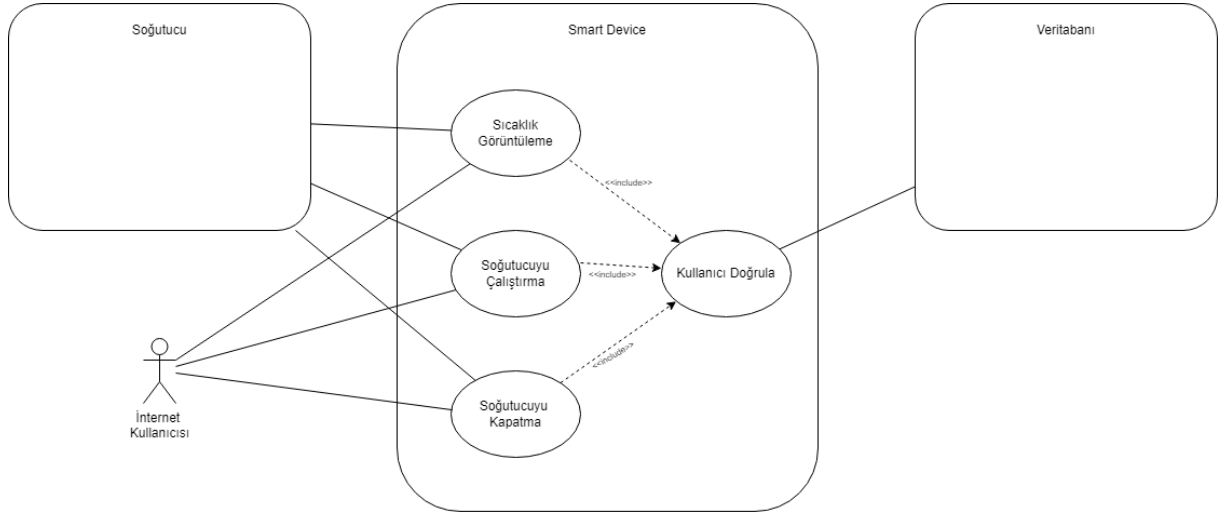 Soğutucu
Smart Device
Veritabanı
Sıcaklık
Görüntüleme
<<include>>
Soğutucuyu
Çalıştırma
<<include>>
Kullanıcı Doğrula
<<include>>
Soğutucuyu
Kapatma
İnternet
Kullanıcısı